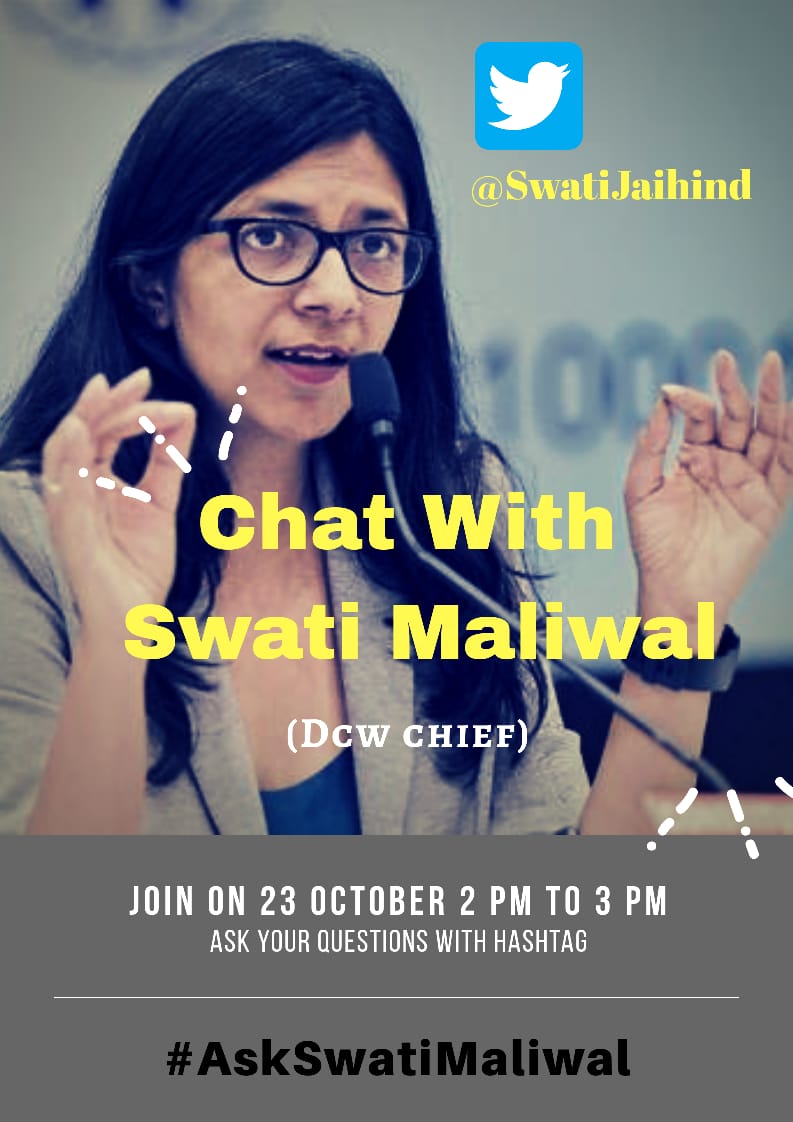 @SwatiJaihind
1000
Chat With
Swati Maliwal
(Dcw chief)
JOIN ON 23 OCTOBER 2 PM TO 3 PM
ASK YOUR QUESTIONS WITH HASHTAG
#AskSwatiMaliwal